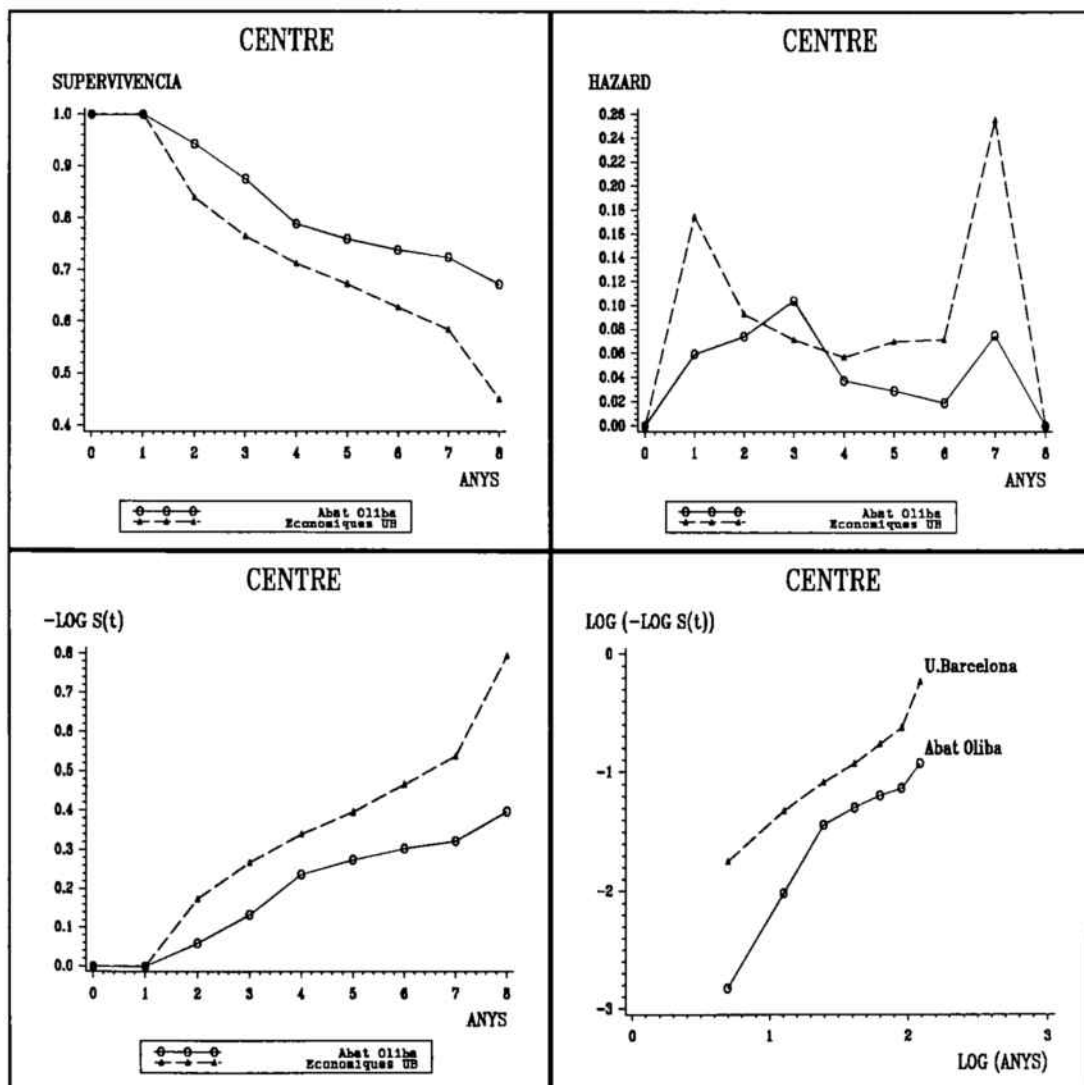 CENTRE
SUPERVIVENCIA
1.0
0.9
0.8
0.7
0.6
0.5
0.4
0 1 2 3 4 5 6 7 8
ANYS
Abat Oliba
Economiques UB
CENTRE
HAZARD
0.26
0.24
0.22
0.20
0.18
0.16
0.14
0.12
0.10
0.08
0.06
0.04
0.02
0.00
0 1 2 3 4 5 6 7 8
ANYS
Abat Oliba
Economiques UB
CENTRE
-LOG S(t)
0.8
0.7
0.6
0.5
0.4
0.3
0.2
0.1
0.0
0 1 2 3 4 5 6 7 8
ANYS
Abat Oliba
Economiques UB
CENTRE
LOG (-LOG S(t))
0
U.Barcelona
Abat Oliba
-1
-2
-3
0 1 2 3
LOG (ANYS)